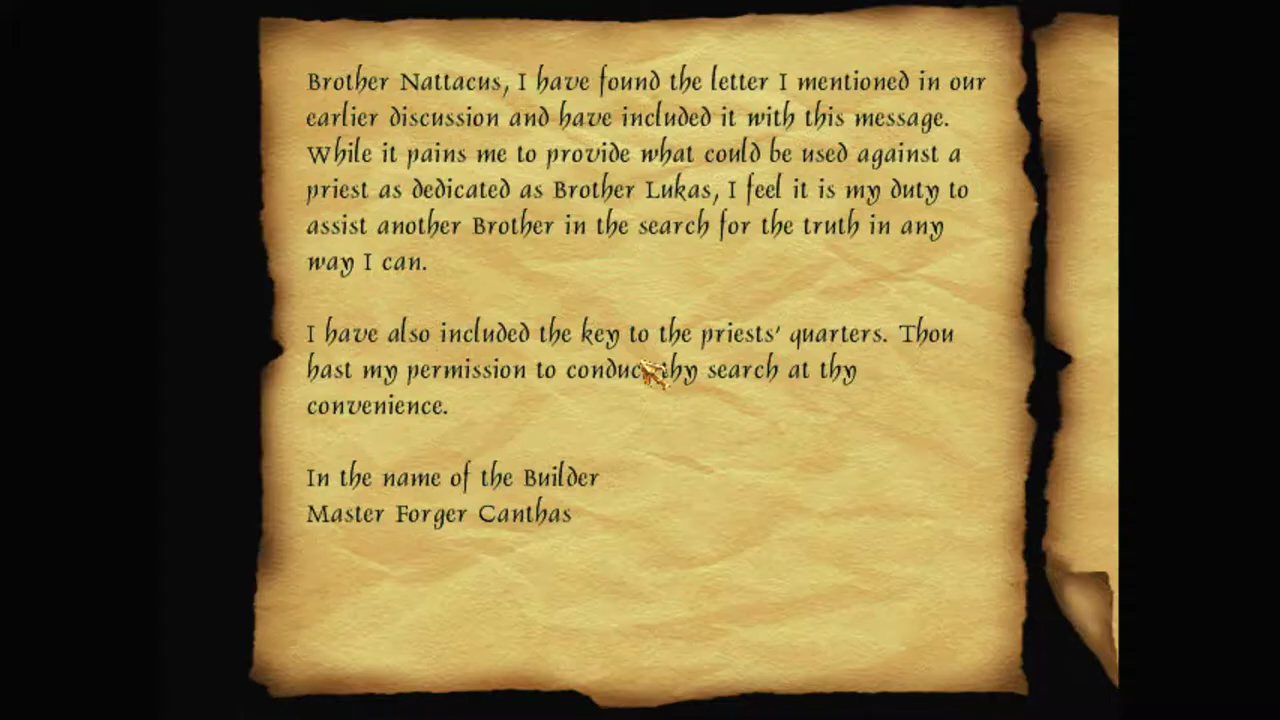 Brother Nattacus, I have found the letter I mentioned in our
earlier discussion and have included it with this message.
While it pains me to provide what could be used against a
priest as dedicated as Brother Lukas, I feel it is my duty to
assist another Brother in the search for the truth in any
way I can.
I have also included the key to the priests' quarters. Thou
hast my permission to conduct thy search at thy
convenience.
In the name of the Builder
Master Forger Canthas